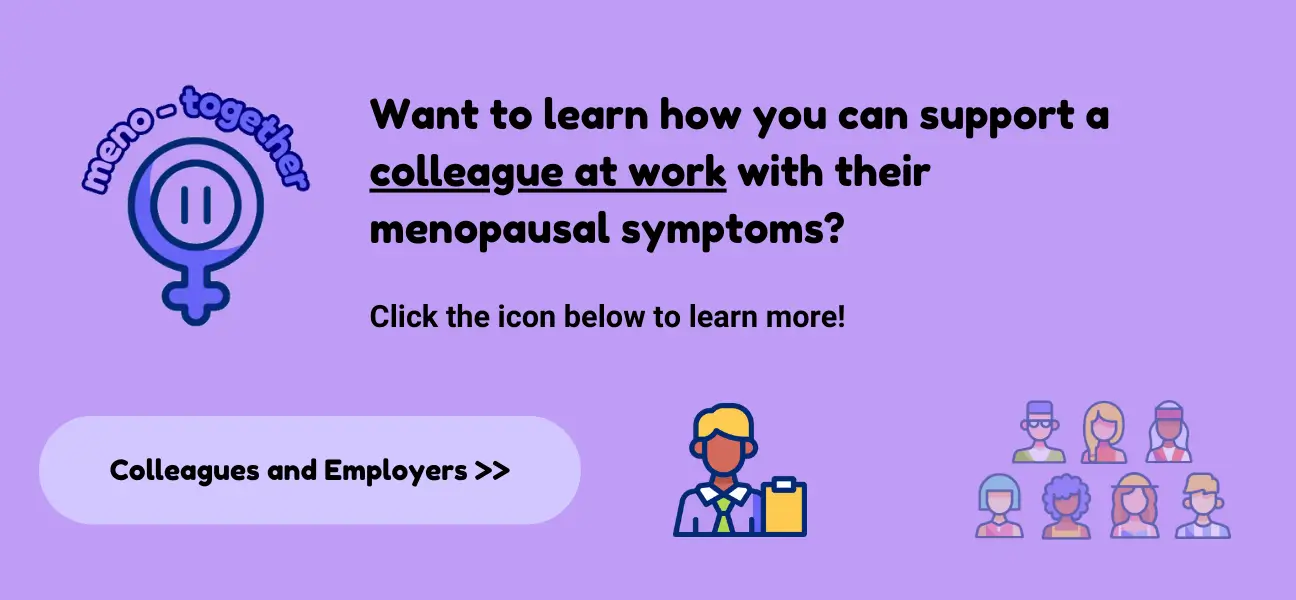 meno - together
Want to learn how you can support a
colleague at work with their
menopausal symptoms?
Click the icon below to learn more!
Colleagues and Employers >>